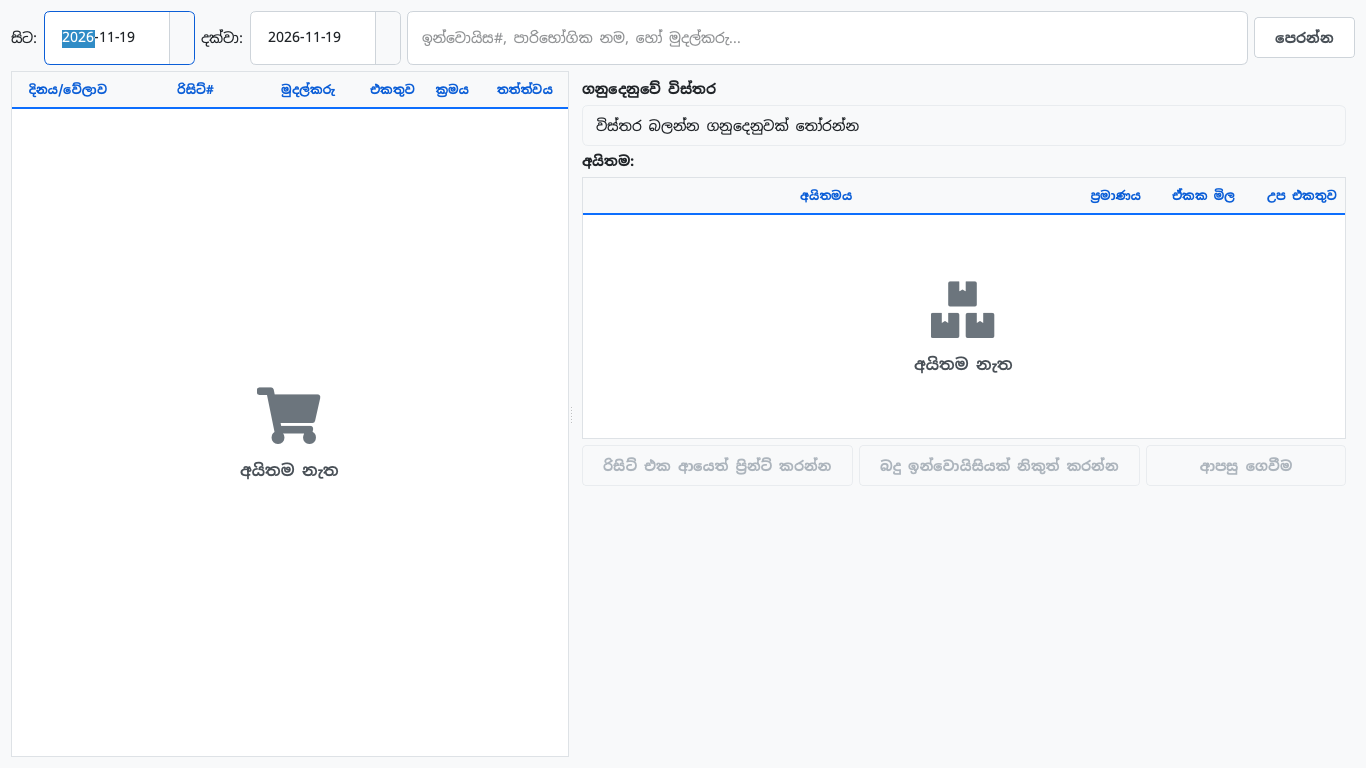 සිට: 2026-11-19 දක්වා: 2026-11-19 ඉන්වොයිස#, පාරිභෝගික නම, හෝ මුදල්කරු... පෙරන්න
දිනය/වේලාව රිසිට්# මුදල්කරු එකතුව ක්‍රමය තත්ත්වය
අයිතම නැත
ගනුදෙනුවේ විස්තර
විස්තර බලන්න ගනුදෙනුවක් තෝරන්න
අයිතම:
අයිතමය ප්‍රමාණය ඒකක මිල උප එකතුව
අයිතම නැත
රිසිට් එක ආයෙත් ප්‍රින්ට් කරන්න බදු ඉන්වොයිසියක් නිකුත් කරන්න ආපසු ගෙවීම